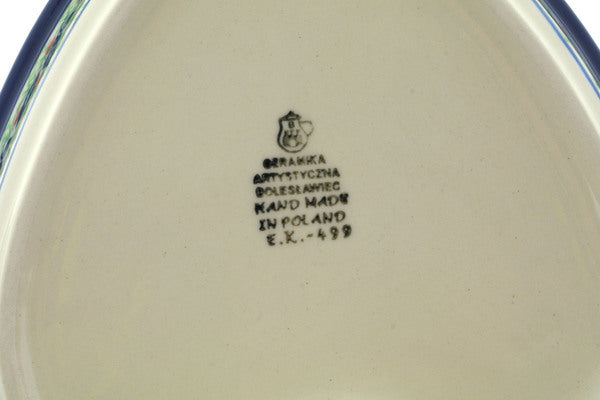 B
CERAMIKA
ARTYSTYCZNA
BOLESŁAWIEC
HAND MADE
IN POLAND
E.K.-499